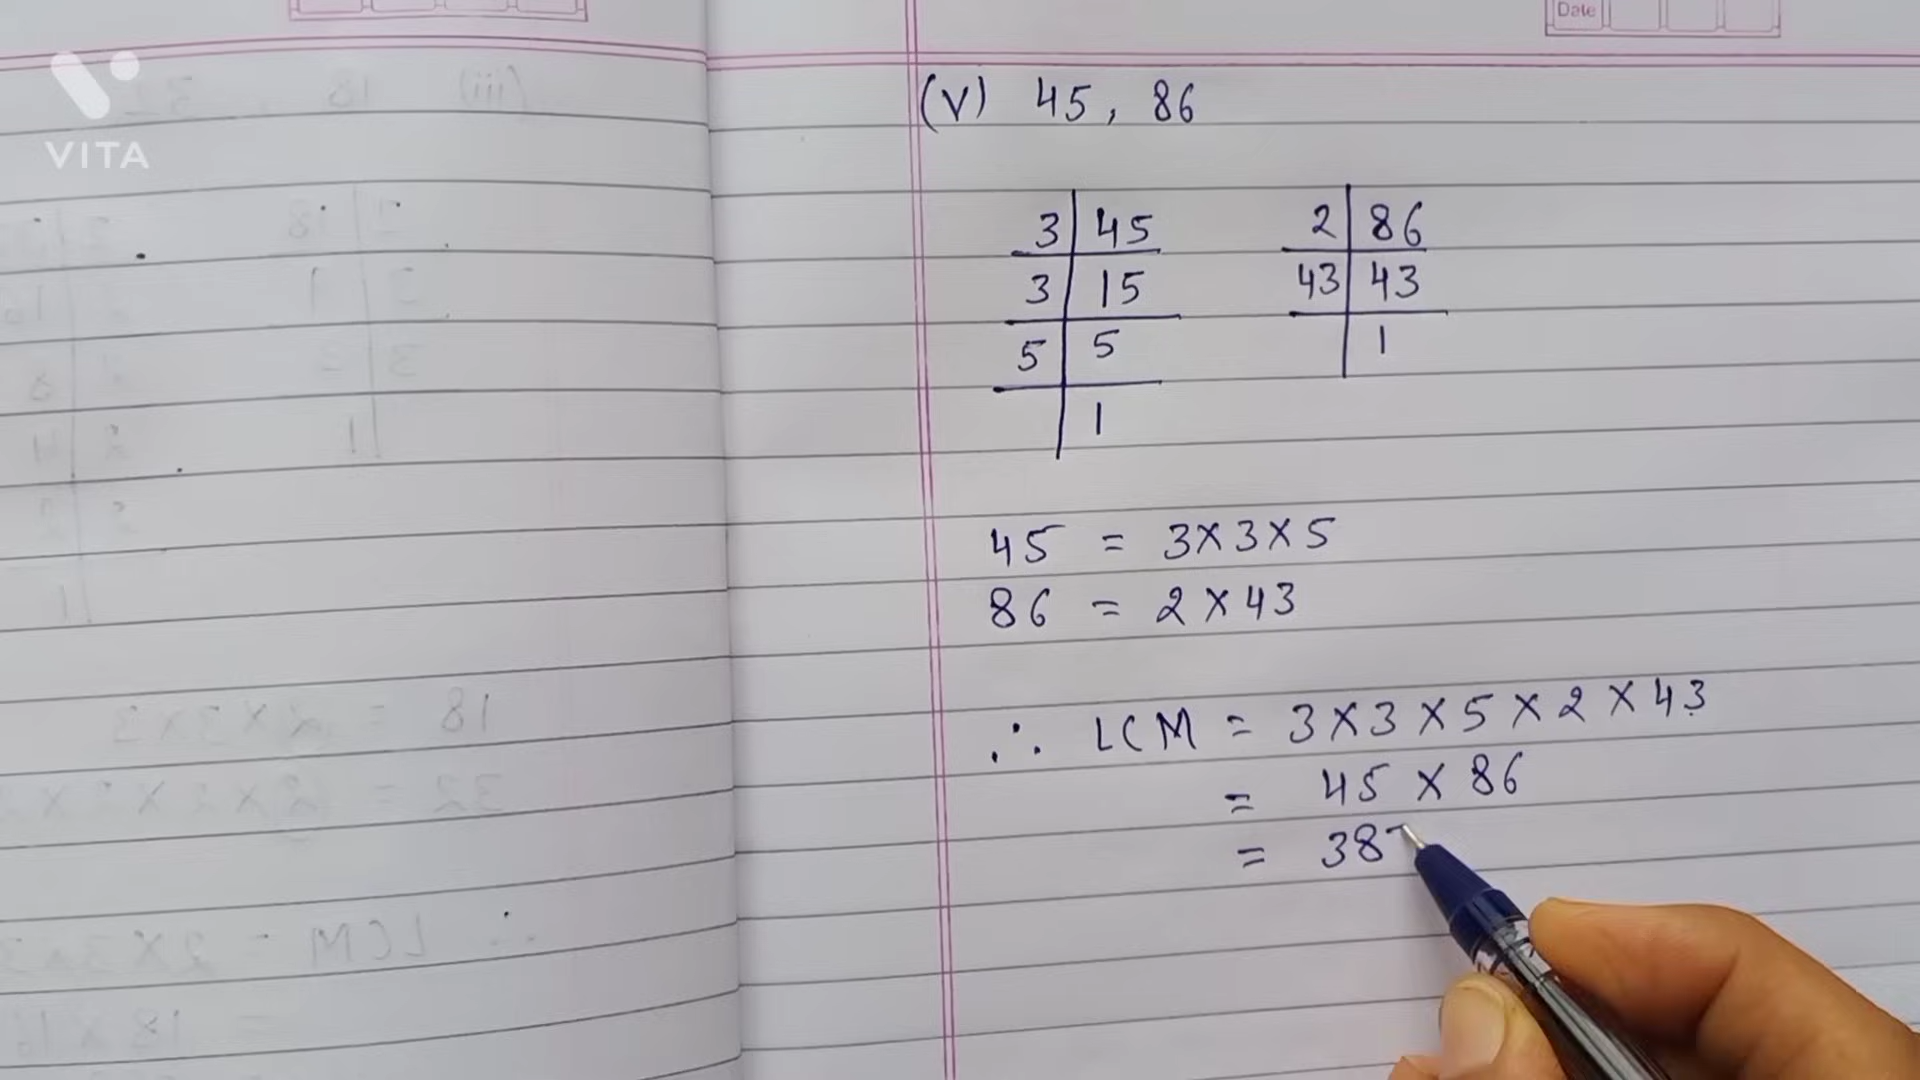 VITA
Date
(V) 45, 86
3 | 45
3 | 15
5 | 5
1
2 | 86
43 | 43
1
45 = 3×3×5
86 = 2×43
∴ LCM = 3×3×5×2×43
= 45 × 86
= 38